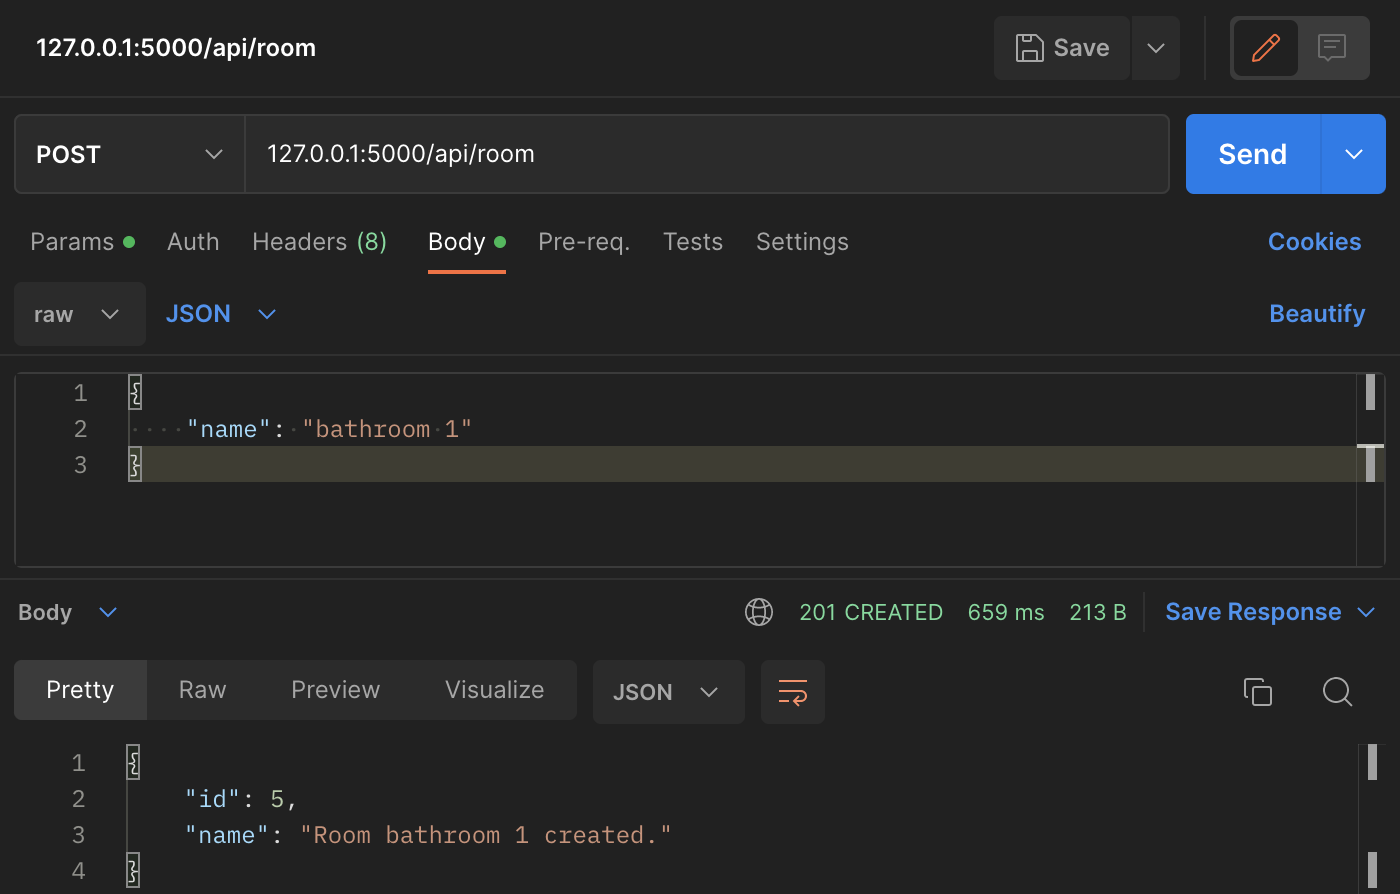 127.0.0.1:5000/api/room Save
POST 127.0.0.1:5000/api/room Send
Params Auth Headers (8) Body Pre-req. Tests Settings Cookies
raw JSON Beautify
1 {
2 "name": "bathroom 1"
3 }
Body 201 CREATED 659 ms 213 B Save Response
Pretty Raw Preview Visualize JSON
1 {
2 "id": 5,
3 "name": "Room bathroom 1 created."
4 }